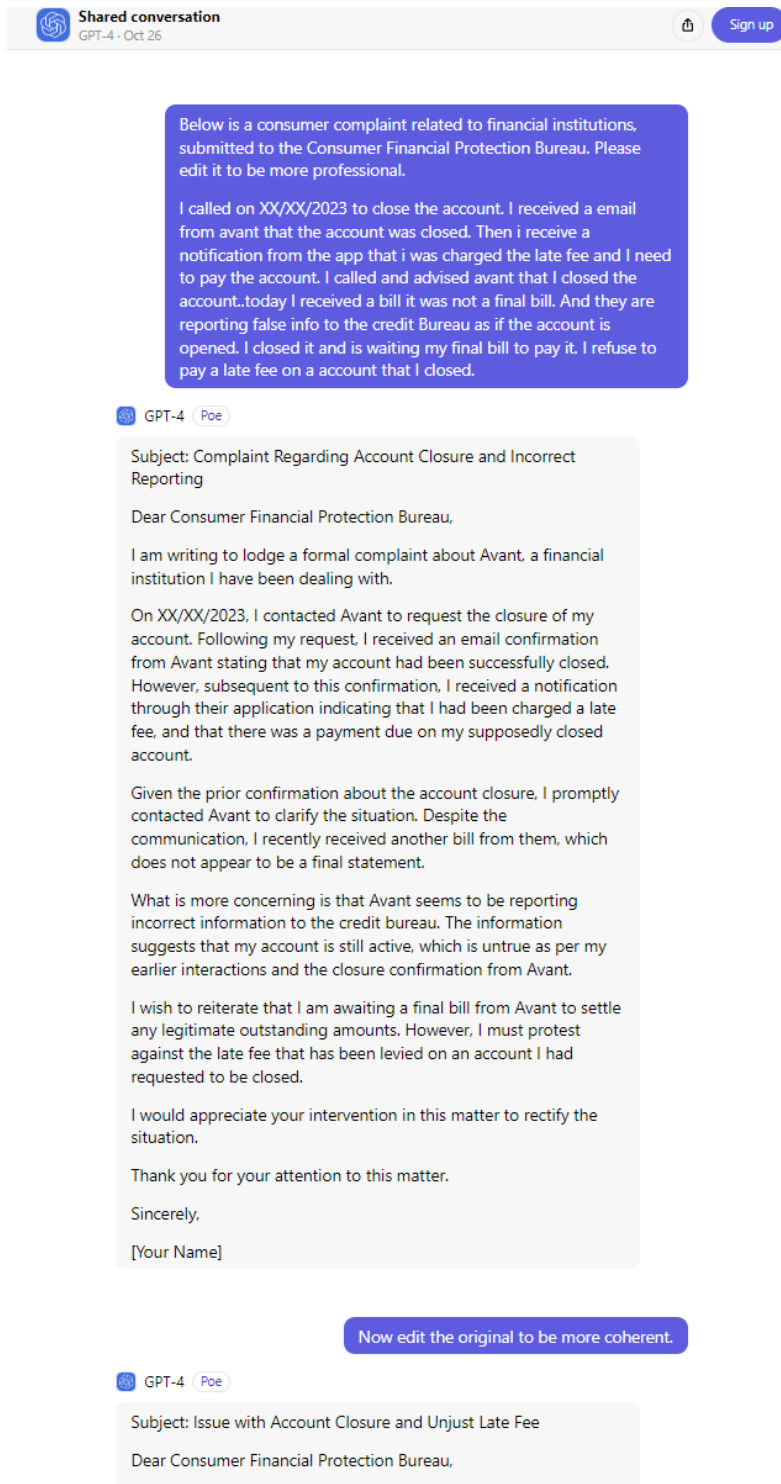 Shared conversation
GPT-4 · Oct 26
Sign up
Below is a consumer complaint related to financial institutions,
submitted to the Consumer Financial Protection Bureau. Please
edit it to be more professional.
I called on XX/XX/2023 to close the account. I received a email
from avant that the account was closed. Then i receive a
notification from the app that i was charged the late fee and I need
to pay the account. I called and advised avant that I closed the
account..today I received a bill it was not a final bill. And they are
reporting false info to the credit Bureau as if the account is
opened. I closed it and is waiting my final bill to pay it. I refuse to
pay a late fee on a account that I closed.
GPT-4 Poe
Subject: Complaint Regarding Account Closure and Incorrect
Reporting
Dear Consumer Financial Protection Bureau,
I am writing to lodge a formal complaint about Avant, a financial
institution I have been dealing with.
On XX/XX/2023, I contacted Avant to request the closure of my
account. Following my request, I received an email confirmation
from Avant stating that my account had been successfully closed.
However, subsequent to this confirmation, I received a notification
through their application indicating that I had been charged a late
fee, and that there was a payment due on my supposedly closed
account.
Given the prior confirmation about the account closure, I promptly
contacted Avant to clarify the situation. Despite the
communication, I recently received another bill from them, which
does not appear to be a final statement.
What is more concerning is that Avant seems to be reporting
incorrect information to the credit bureau. The information
suggests that my account is still active, which is untrue as per my
earlier interactions and the closure confirmation from Avant.
I wish to reiterate that I am awaiting a final bill from Avant to settle
any legitimate outstanding amounts. However, I must protest
against the late fee that has been levied on an account I had
requested to be closed.
I would appreciate your intervention in this matter to rectify the
situation.
Thank you for your attention to this matter.
Sincerely,
[Your Name]
Now edit the original to be more coherent.
GPT-4 Poe
Subject: Issue with Account Closure and Unjust Late Fee
Dear Consumer Financial Protection Bureau,